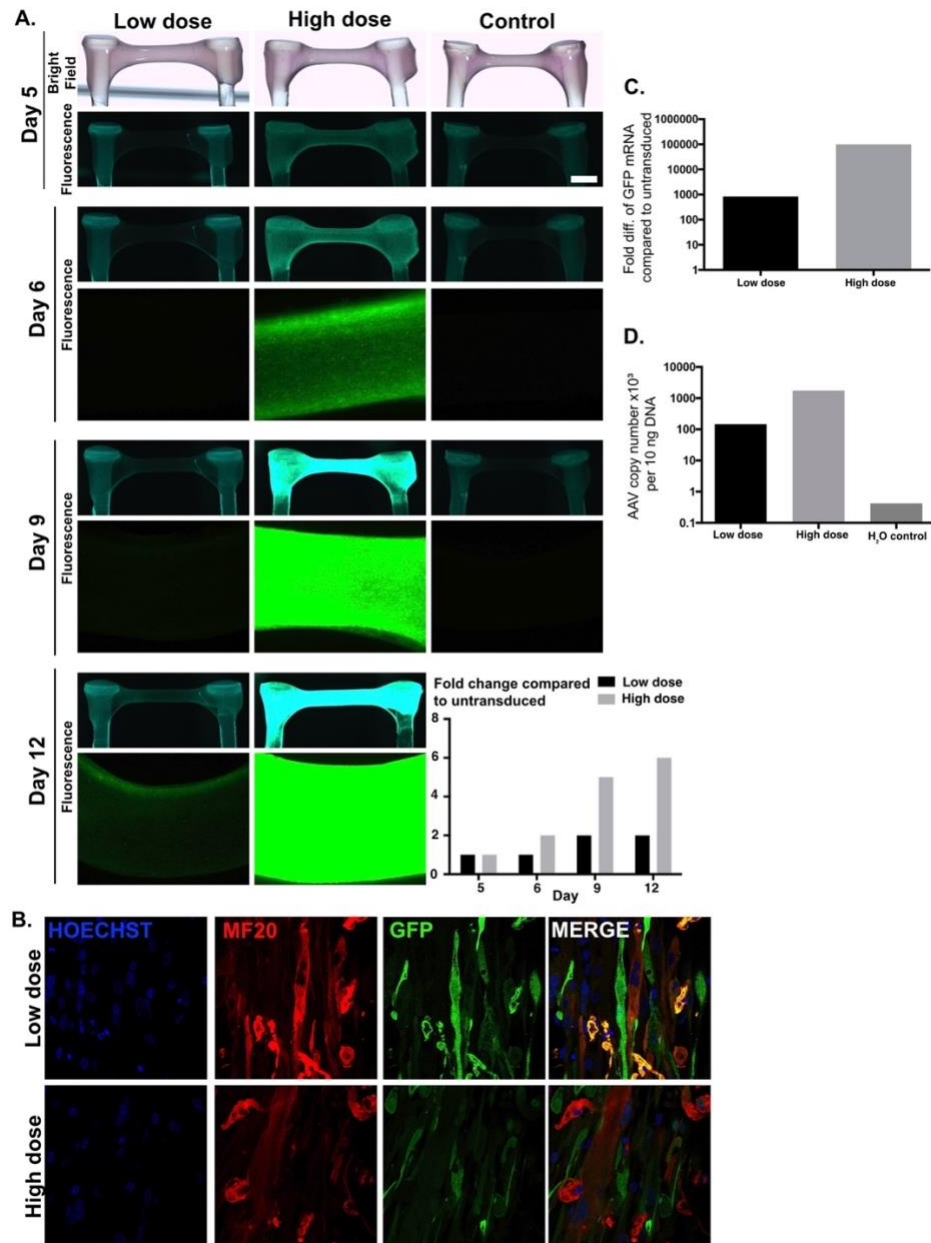 A.
Low dose
High dose
Control
Day 5
Bright
Field
Fluorescence
Day 6
Fluorescence
Day 9
Fluorescence
Day 12
Fluorescence
Fold change compared
to untransduced
Low dose
High dose
8
6
4
2
0
5 6 9 12
Day
B.
HOECHST
MF20
GFP
MERGE
Low dose
High dose
C.
Fold diff. of GFP mRNA
compared to untransduced
1000000
100000
10000
1000
100
10
1
Low dose
High dose
D.
AAV copy number x10³
per 10 ng DNA
10000
1000
100
10
1
0.1
Low dose
High dose
H₂O control